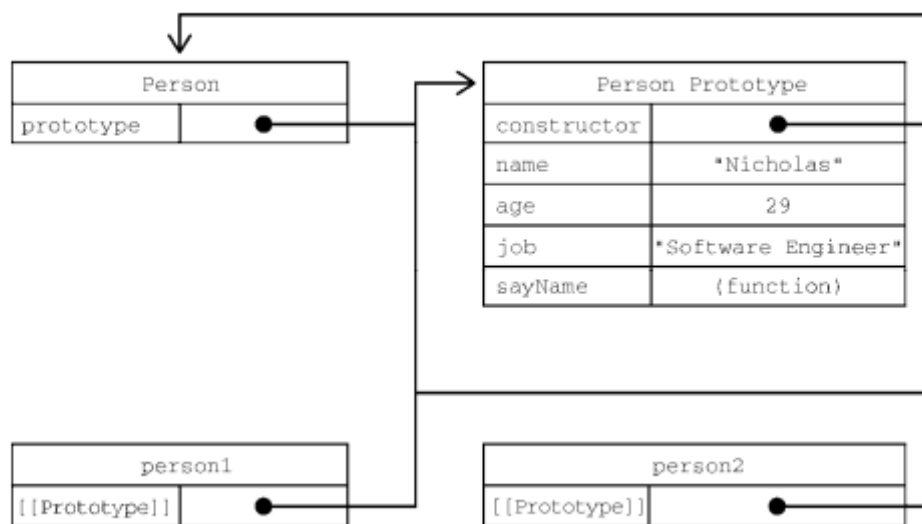 Person
prototype
Person Prototype
constructor
name "Nicholas"
age 29
job "Software Engineer"
sayName (function)
person1
[[Prototype]]
person2
[[Prototype]]